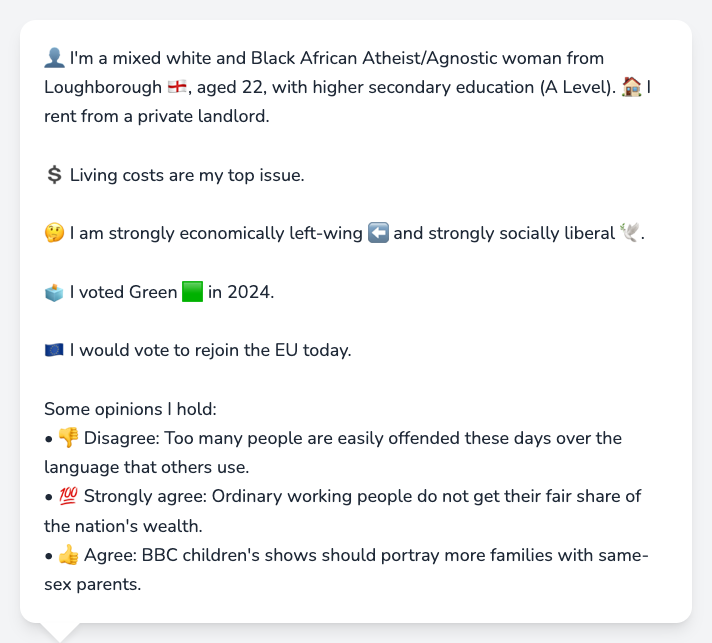 👤 I'm a mixed white and Black African Atheist/Agnostic woman from
Loughborough 🏴󠁧󠁢󠁥󠁮󠁧󠁿, aged 22, with higher secondary education (A Level). 🏠 I
rent from a private landlord.
💲 Living costs are my top issue.
🤔 I am strongly economically left-wing ⬅️ and strongly socially liberal 🕊️.
🗳️ I voted Green 🟩 in 2024.
🇪🇺 I would vote to rejoin the EU today.
Some opinions I hold:
• 👎 Disagree: Too many people are easily offended these days over the
language that others use.
• 💯 Strongly agree: Ordinary working people do not get their fair share of
the nation's wealth.
• 👍 Agree: BBC children's shows should portray more families with same-
sex parents.